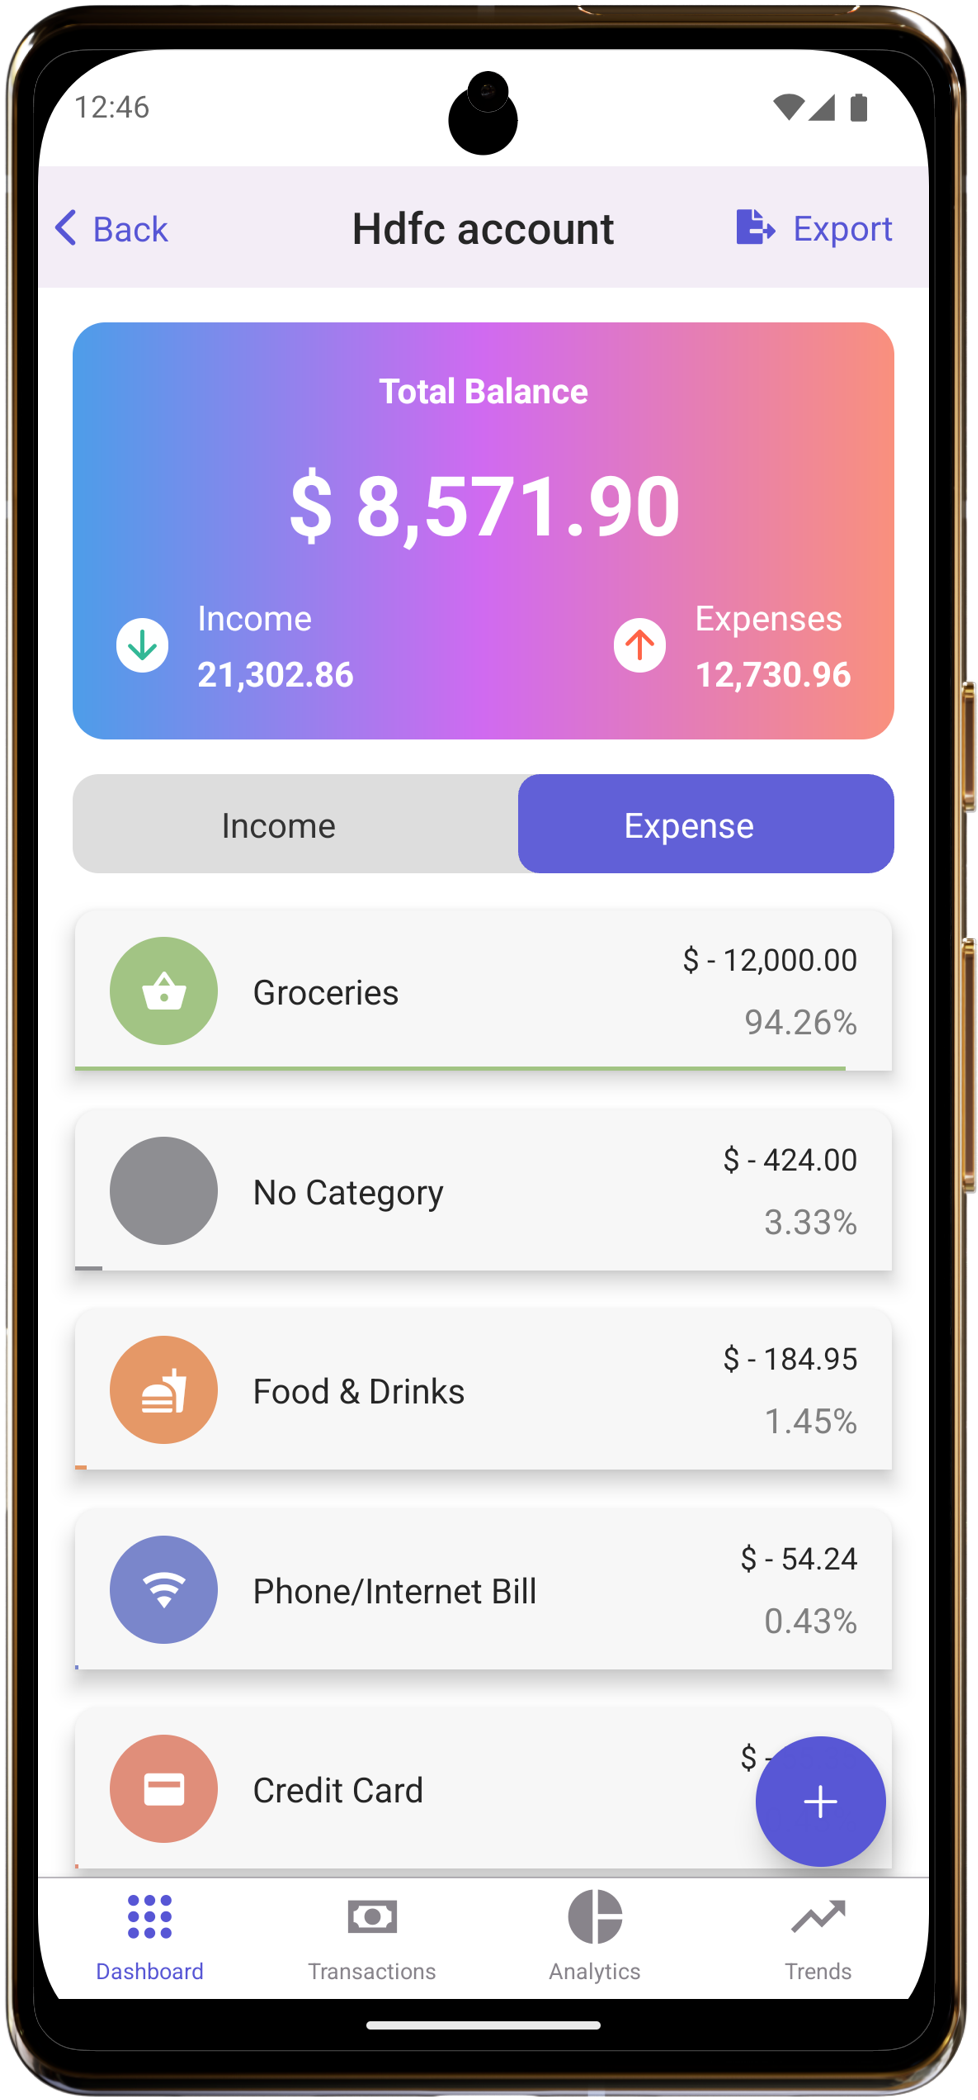 12:46
Back
Hdfc account
Export
Total Balance
$ 8,571.90
Income
21,302.86
Expenses
12,730.96
Income
Expense
Groceries
$ - 12,000.00
94.26%
No Category
$ - 424.00
3.33%
Food & Drinks
$ - 184.95
1.45%
Phone/Internet Bill
$ - 54.24
0.43%
Credit Card
$ -
Dashboard
Transactions
Analytics
Trends